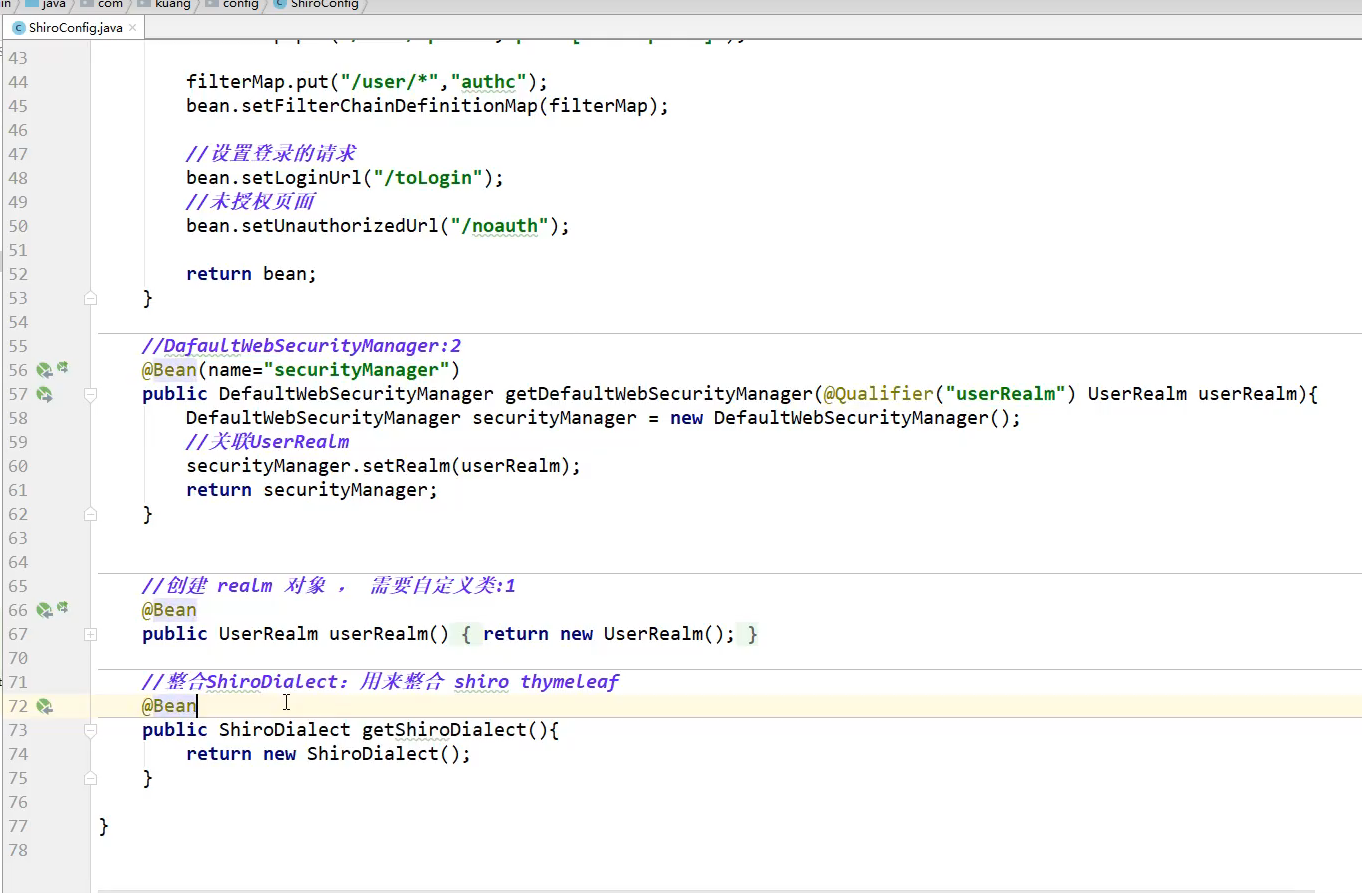 java com kuang config ShiroConfig
ShiroConfig.java
43
44 filterMap.put("/user/*","authc");
45 bean.setFilterChainDefinitionMap(filterMap);
46
47 //设置登录的请求
48 bean.setLoginUrl("/toLogin");
49 //未授权页面
50 bean.setUnauthorizedUrl("/noauth");
51
52 return bean;
53 }
54
55 //DafaultWebSecurityManager:2
56 @Bean(name="securityManager")
57 public DefaultWebSecurityManager getDefaultWebSecurityManager(@Qualifier("userRealm") UserRealm userRealm){
58 DefaultWebSecurityManager securityManager = new DefaultWebSecurityManager();
59 //关联UserRealm
60 securityManager.setRealm(userRealm);
61 return securityManager;
62 }
63
64
65 //创建 realm 对象 ， 需要自定义类:1
66 @Bean
67 public UserRealm userRealm() { return new UserRealm(); }
70
71 //整合ShiroDialect：用来整合 shiro thymeleaf
72 @Bean
73 public ShiroDialect getShiroDialect(){
74 return new ShiroDialect();
75 }
76
77 }
78